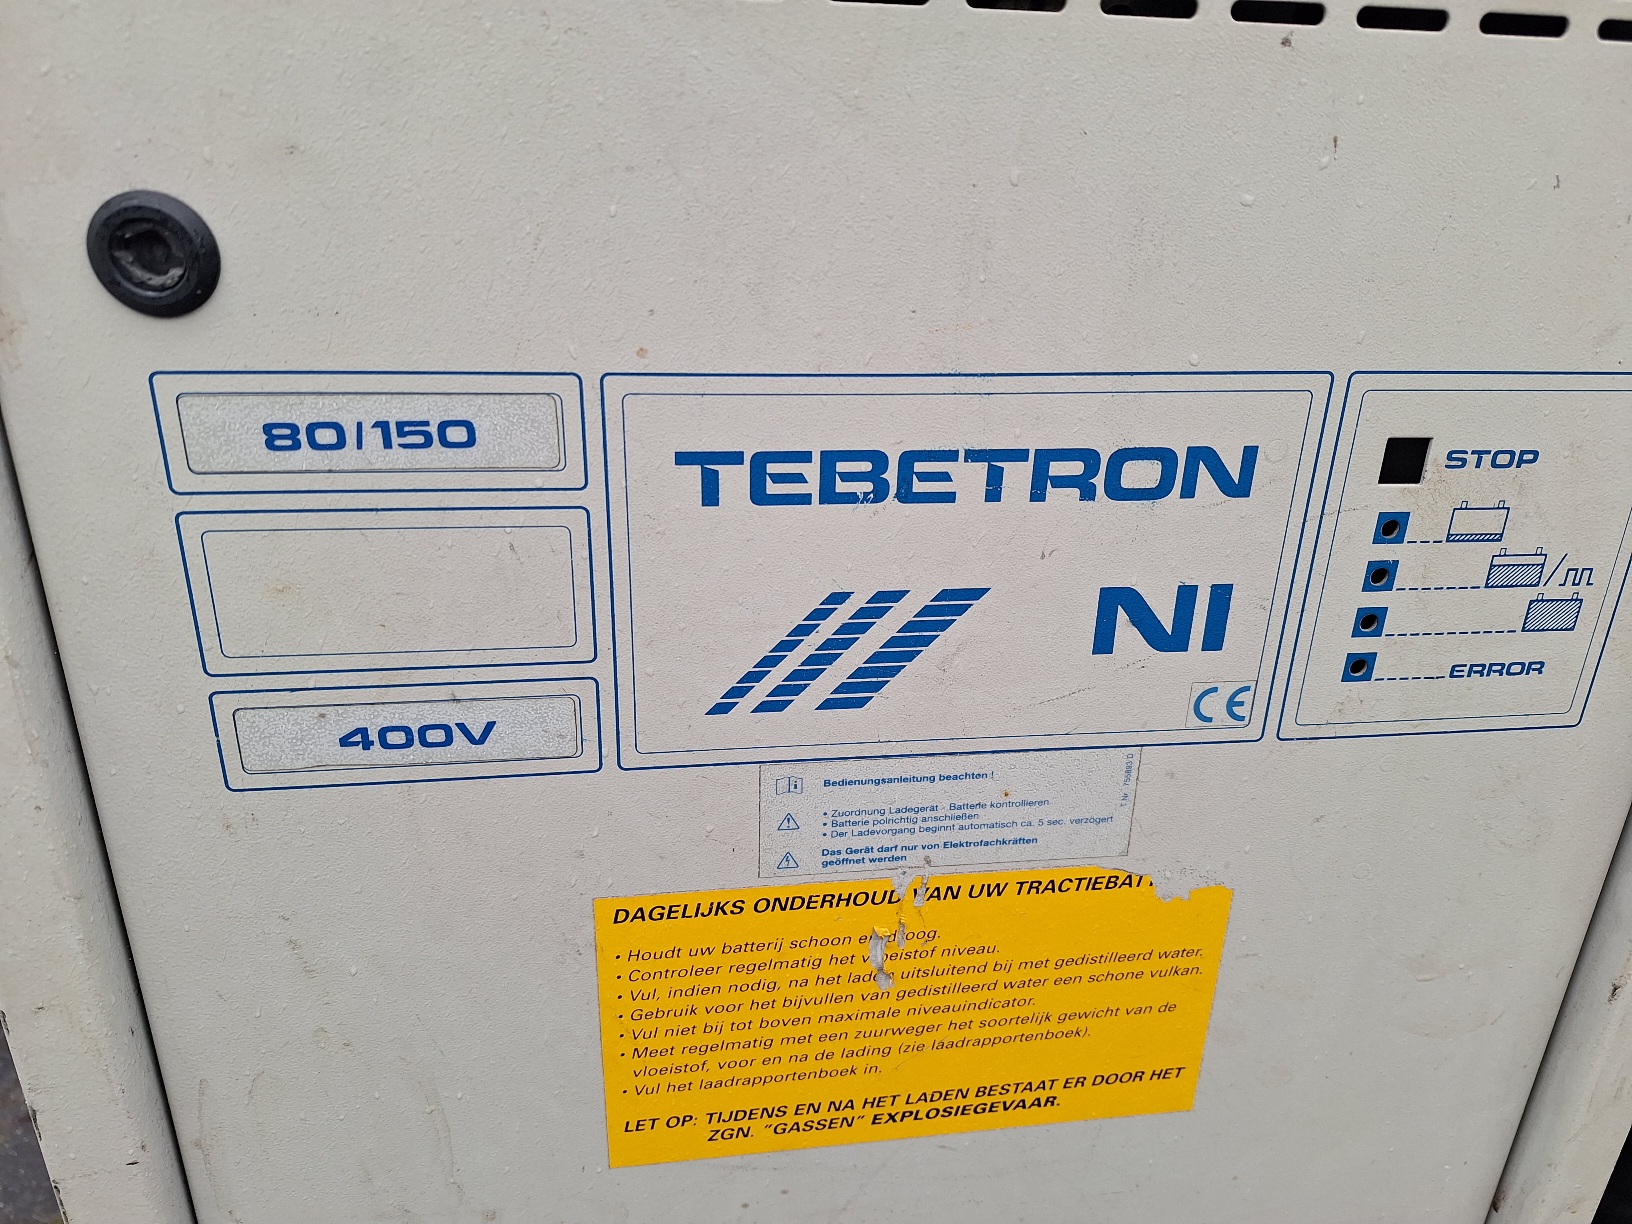 80/150
400V
TEBETRON
NI
CE
STOP
ERROR
Bedienungsanleitung beachten !
• Zuordnung Ladegerät - Batterie kontrollieren
• Batterie polrichtig anschließen
• Der Ladevorgang beginnt automatisch ca. 5 sec. verzögert
Das Gerät darf nur von Elektrofachkräften
geöffnet werden
DAGELIJKS ONDERHOUD VAN UW TRACTIEBAT
• Houdt uw batterij schoon en droog.
• Controleer regelmatig het vloeistof niveau.
• Vul, indien nodig, na het laden uitsluitend bij met gedistilleerd water.
• Gebruik voor het bijvullen van gedistilleerd water een schone vulkan.
• Vul niet bij tot boven maximale niveauindicator.
• Meet regelmatig met een zuurweger het soortelijk gewicht van de
vloeistof, voor en na de lading (zie laadrapportenboek).
• Vul het laadrapportenboek in.
LET OP: TIJDENS EN NA HET LADEN BESTAAT ER DOOR HET
ZGN. "GASSEN" EXPLOSIEGEVAAR.